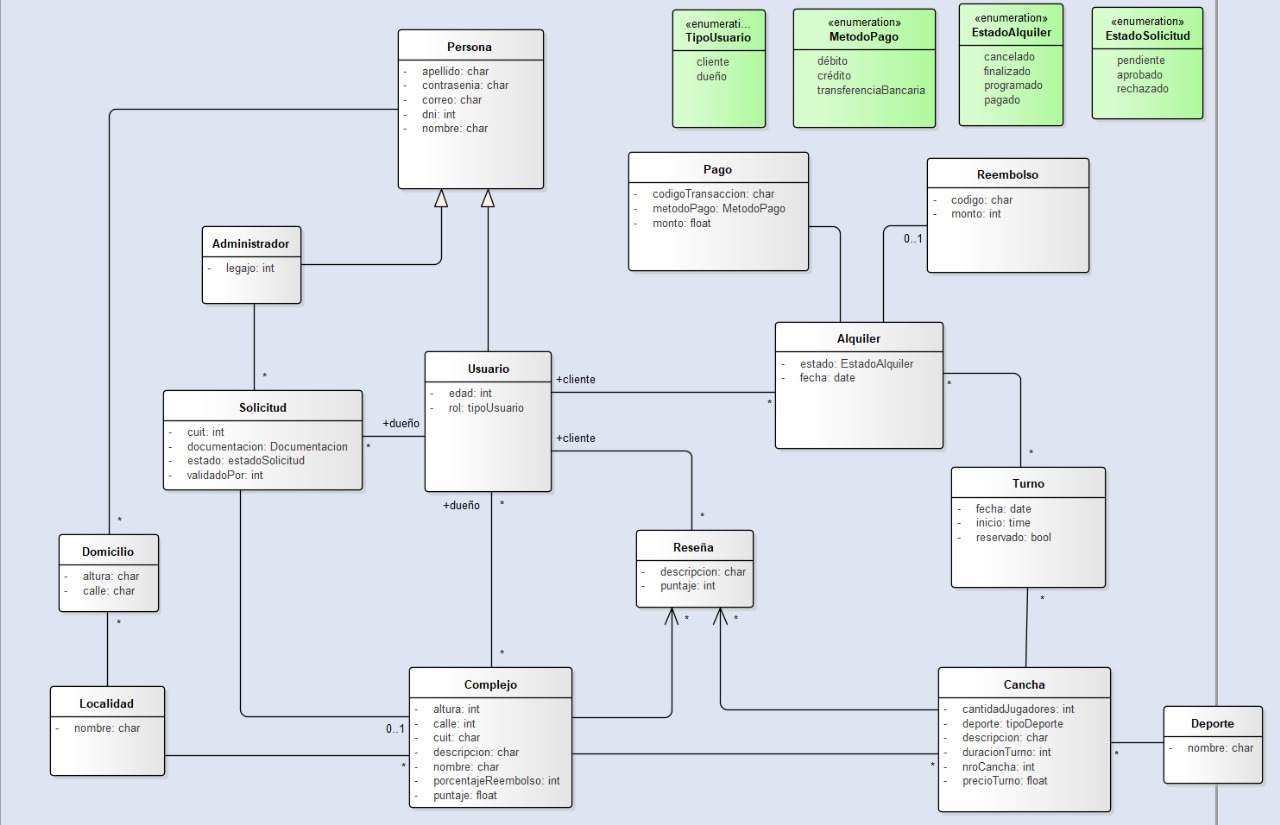 «enumerati...
TipoUsuario
cliente
dueño
«enumeration»
MetodoPago
débito
crédito
transferenciaBancaria
«enumeration»
EstadoAlquiler
cancelado
finalizado
programado
pagado
«enumeration»
EstadoSolicitud
pendiente
aprobado
rechazado
Persona
- apellido: char
- contrasenia: char
- correo: char
- dni: int
- nombre: char
Pago
- codigoTransaccion: char
- metodoPago: MetodoPago
- monto: float
Reembolso
- codigo: char
- monto: int
0..1
Administrador
- legajo: int
*
Alquiler
- estado: EstadoAlquiler
- fecha: date
*
*
*
Usuario
- edad: int
- rol: tipoUsuario
+cliente
+cliente
+dueño
*
+dueño
*
Solicitud
- cuit: int
- documentacion: Documentacion
- estado: estadoSolicitud
- validadoPor: int
Turno
- fecha: date
- inicio: time
- reservado: bool
*
*
Domicilio
- altura: char
- calle: char
*
*
Reseña
- descripcion: char
- puntaje: int
*
*
Localidad
- nombre: char
*
Complejo
- altura: int
- calle: int
- cuit: char
- descripcion: char
- nombre: char
- porcentajeReembolso: int
- puntaje: float
0..1
*
*
Cancha
- cantidadJugadores: int
- deporte: tipoDeporte
- descripcion: char
- duracionTurno: int
- nroCancha: int
- precioTurno: float
*
Deporte
- nombre: char